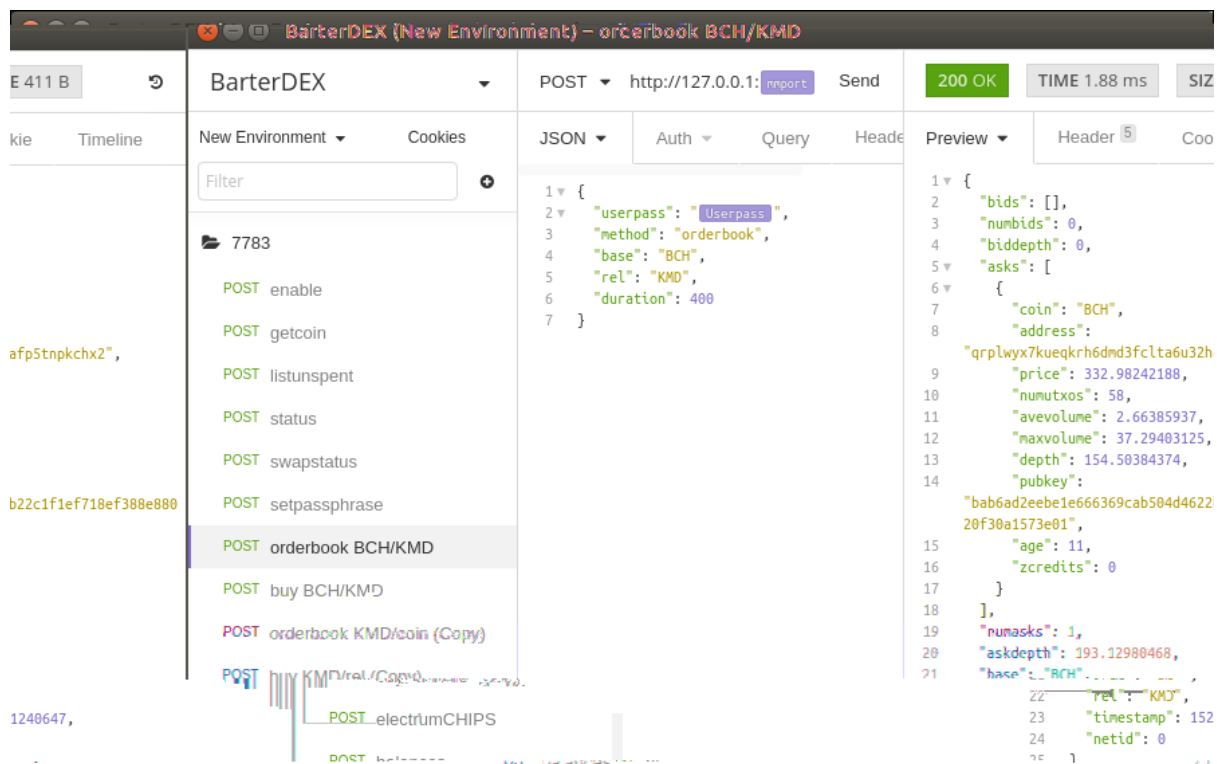 BarterDEX (New Environment) – orderbook BCH/KMD
E 411 B
kie
Timeline
afp5tnpkchx2",
b22c1f1ef718ef388e880
1240647,
BarterDEX
New Environment
Cookies
Filter
7783
POST enable
POST getcoin
POST listunspent
POST status
POST swapstatus
POST setpassphrase
POST orderbook BCH/KMD
POST buy BCH/KMD
POST orderbook KMD/coin (Copy)
POST buy KMD/rel (Copy)
POST electrumCHIPS
POST
POST http://127.0.0.1: mmport Send
JSON Auth Query Heade
1 {
2 "userpass": " Userpass ",
3 "method": "orderbook",
4 "base": "BCH",
5 "rel": "KMD",
6 "duration": 400
7 }
200 OK TIME 1.88 ms SIZ
Preview Header 5 Coo
1 {
2 "bids": [],
3 "numbids": 0,
4 "biddepth": 0,
5 "asks": [
6 {
7 "coin": "BCH",
8 "address":
"qrplwyx7kueqkrh6dmd3fclta6u32h
9 "price": 332.98242188,
10 "numutxos": 58,
11 "avevolume": 2.66385937,
12 "maxvolume": 37.29403125,
13 "depth": 154.50384374,
14 "pubkey":
"bab6ad2eebe1e666369cab504d4622
20f30a1573e01",
15 "age": 11,
16 "zcredits": 0
17 }
18 ],
19 "numasks": 1,
20 "askdepth": 193.12980468,
21 "base": "BCH",
22 "rel": "KMD",
23 "timestamp": 152
24 "netid": 0
25 }